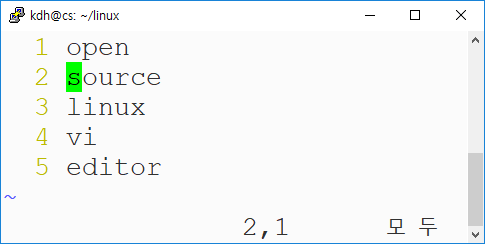 kdh@cs: ~/linux
1 open
2 source
3 linux
4 vi
5 editor
~
2,1 모두